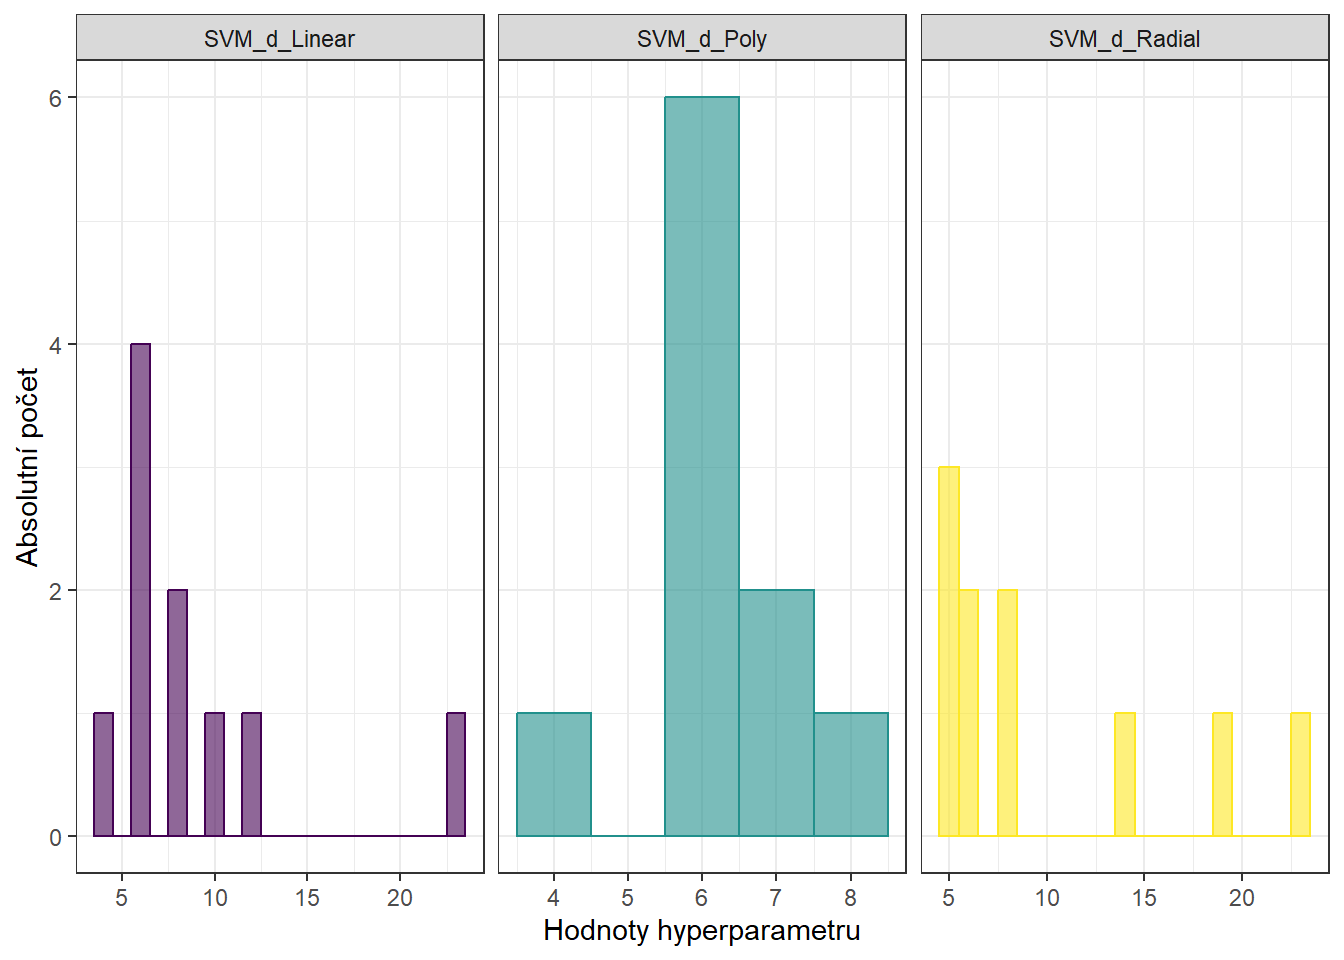 SVM_d_Linear SVM_d_Poly SVM_d_Radial
Absolutní počet
6
4
2
0
5 10 15 20 4 5 6 7 8 5 10 15 20
Hodnoty hyperparametru